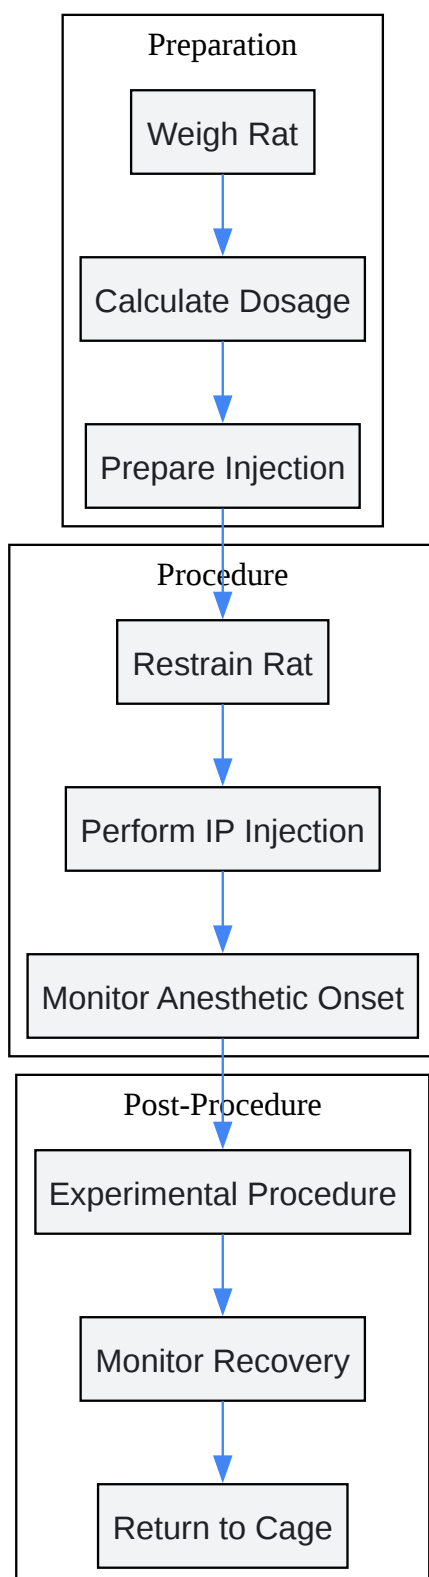 Preparation
Weigh Rat
Calculate Dosage
Prepare Injection
Procedure
Restrain Rat
Perform IP Injection
Monitor Anesthetic Onset
Post-Procedure
Experimental Procedure
Monitor Recovery
Return to Cage